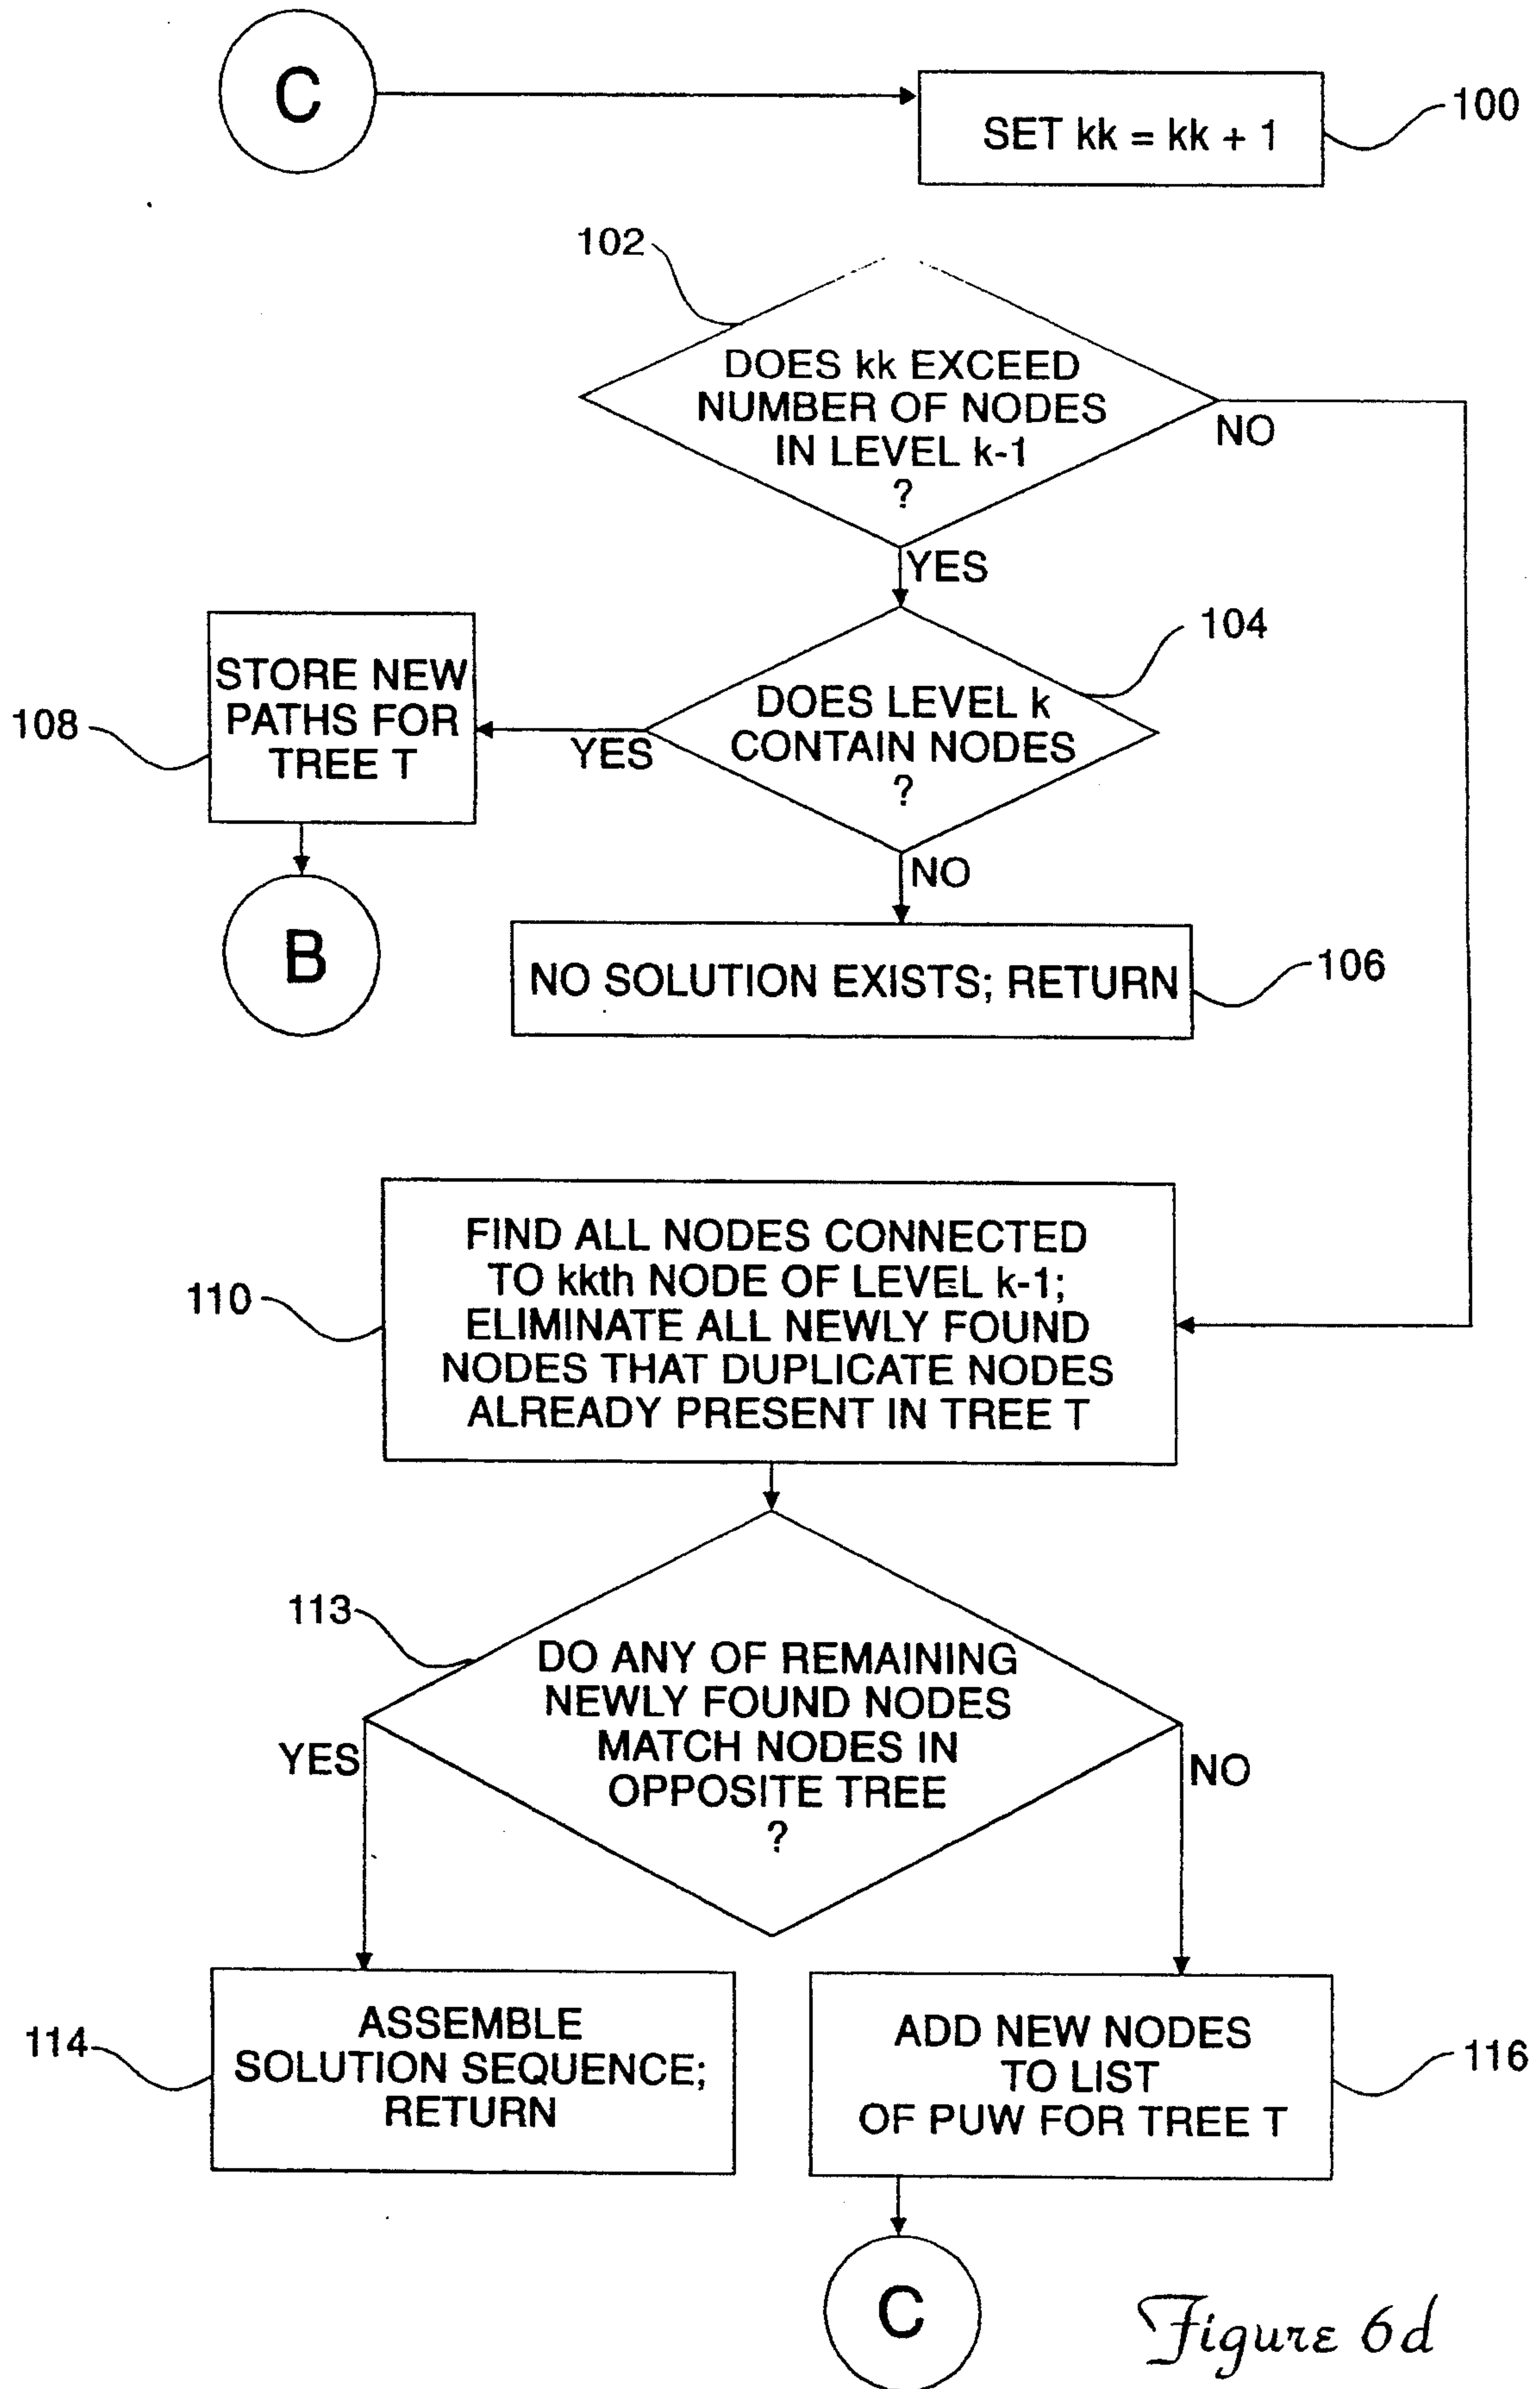 C
SET kk = kk + 1
100
102
DOES kk EXCEED
NUMBER OF NODES
IN LEVEL k-1
?
NO
YES
104
DOES LEVEL k
CONTAIN NODES
?
YES
STORE NEW
PATHS FOR
TREE T
108
B
NO
NO SOLUTION EXISTS; RETURN
106
FIND ALL NODES CONNECTED
TO kkth NODE OF LEVEL k-1;
ELIMINATE ALL NEWLY FOUND
NODES THAT DUPLICATE NODES
ALREADY PRESENT IN TREE T
110
113
DO ANY OF REMAINING
NEWLY FOUND NODES
MATCH NODES IN
OPPOSITE TREE
?
YES
NO
ASSEMBLE
SOLUTION SEQUENCE;
RETURN
114
ADD NEW NODES
TO LIST
OF PUW FOR TREE T
116
C
Figure 6d